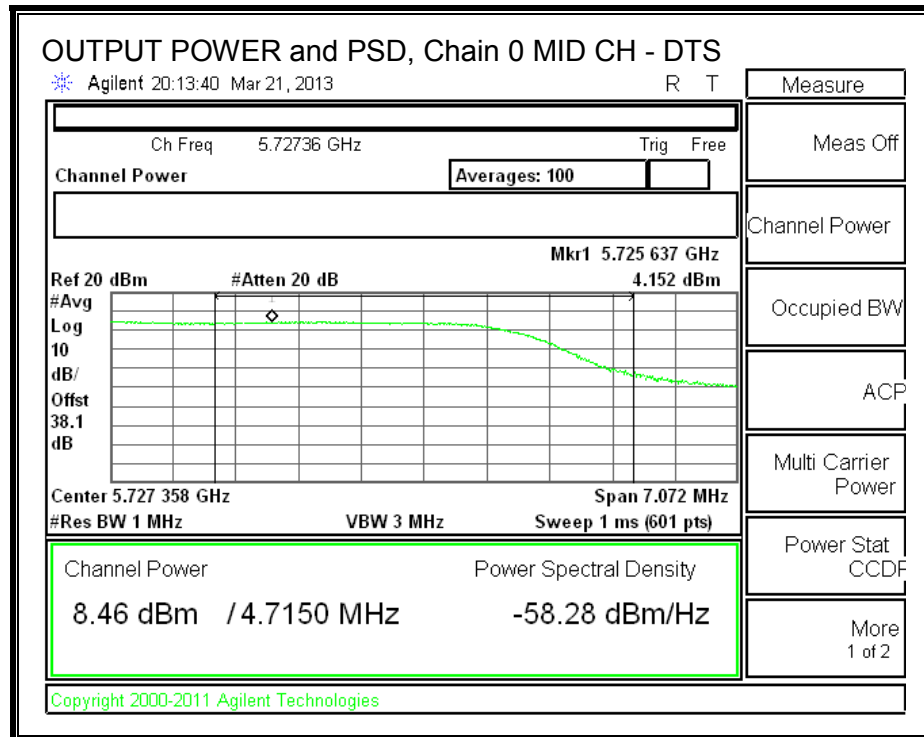 OUTPUT POWER and PSD, Chain 0 MID CH - DTS
Agilent 20:13:40 Mar 21, 2013
R T
Measure
Ch Freq 5.72736 GHz
Trig Free
Meas Off
Channel Power
Averages: 100
Channel Power
Mkr1 5.725 637 GHz
Ref 20 dBm #Atten 20 dB 4.152 dBm
#Avg
Log
10
dB/
Offst
38.1
dB
1
Occupied BW
ACP
Center 5.727 358 GHz Span 7.072 MHz
#Res BW 1 MHz VBW 3 MHz Sweep 1 ms (601 pts)
Multi Carrier
Power
Channel Power
Power Spectral Density
8.46 dBm / 4.7150 MHz
-58.28 dBm/Hz
Power Stat
CCDF
More
1 of 2
Copyright 2000-2011 Agilent Technologies